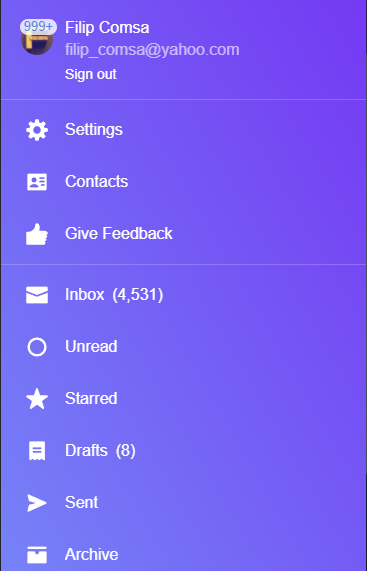 999+
Filip Comsa
filip_comsa@yahoo.com
Sign out
Settings
Contacts
Give Feedback
Inbox (4,531)
Unread
Starred
Drafts (8)
Sent
Archive